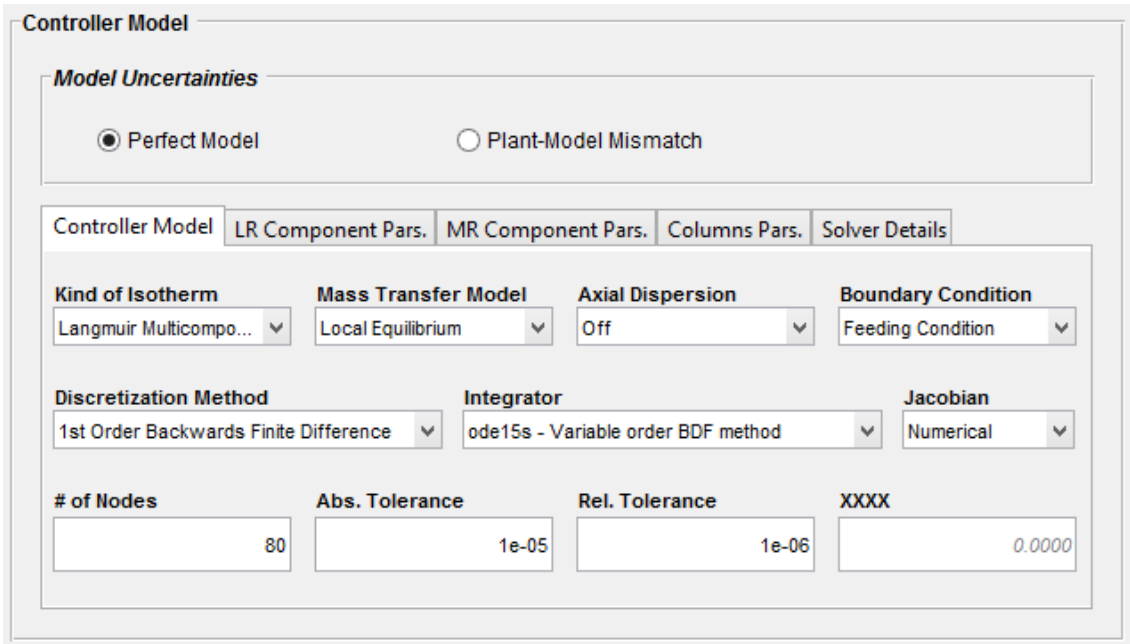 Controller Model
Model Uncertainties
Perfect Model Plant-Model Mismatch
Controller Model LR Component Pars. MR Component Pars. Columns Pars. Solver Details
Kind of Isotherm Mass Transfer Model Axial Dispersion Boundary Condition
Langmuir Multicompo... Local Equilibrium Off Feeding Condition
Discretization Method Integrator Jacobian
1st Order Backwards Finite Difference ode15s - Variable order BDF method Numerical
# of Nodes Abs. Tolerance Rel. Tolerance XXXX
80 1e-05 1e-06 0.0000